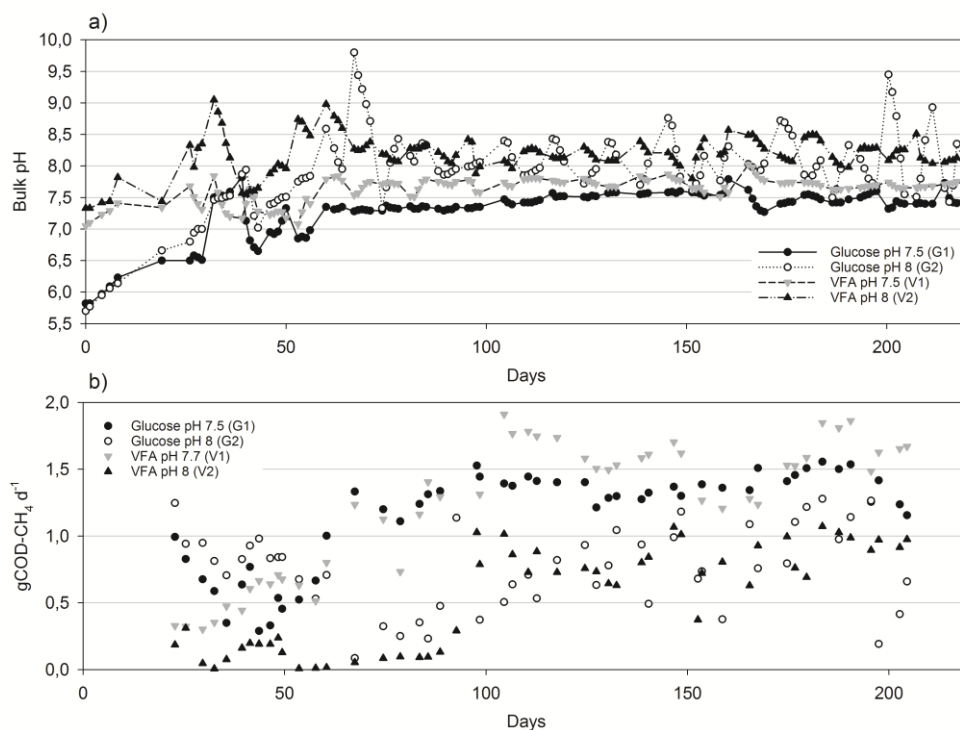 a)
10,0
9,5
9,0
8,5
8,0
7,5
7,0
6,5
6,0
5,5
Bulk pH
Glucose pH 7.5 (G1)
Glucose pH 8 (G2)
VFA pH 7.5 (V1)
VFA pH 8 (V2)
0 50 100 150 200
Days
b)
2,0
1,5
1,0
0,5
0,0
gCOD-CH₄ d⁻¹
Glucose pH 7.5 (G1)
Glucose pH 8 (G2)
VFA pH 7.7 (V1)
VFA pH 8 (V2)
0 50 100 150 200
Days